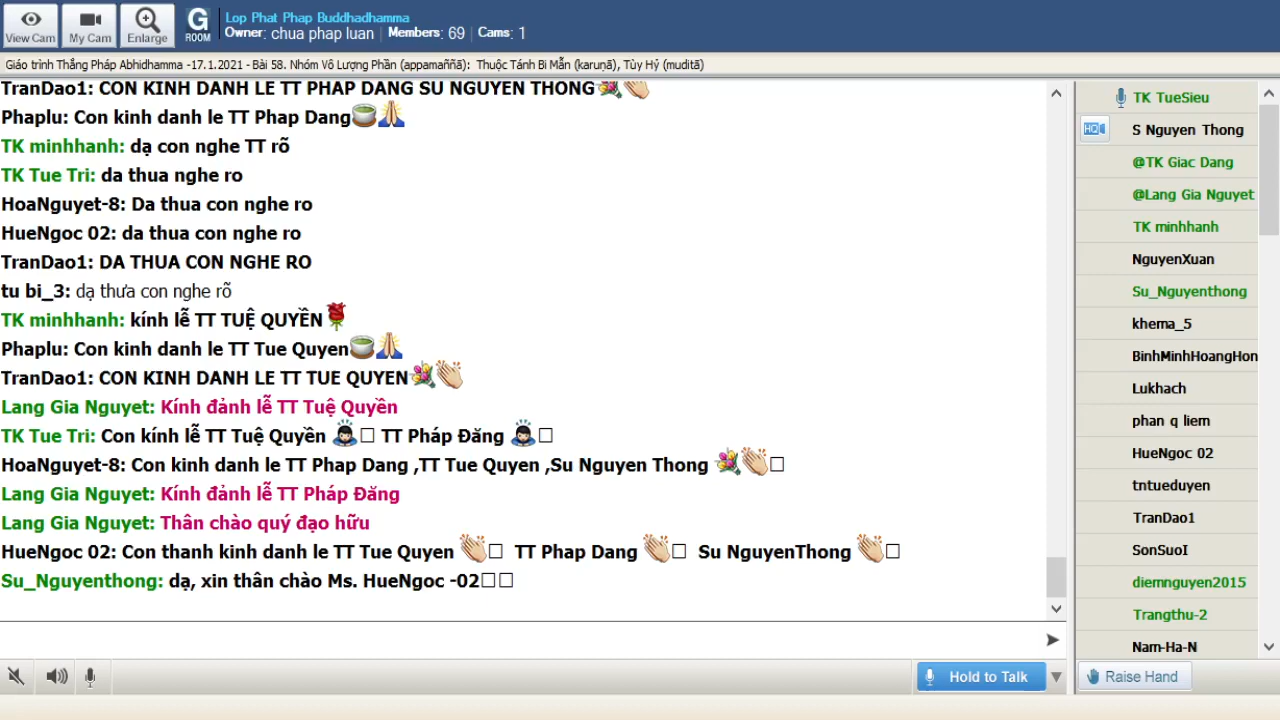 View Cam
My Cam
Enlarge
G
ROOM
Lop Phat Phap Buddhadhamma
Owner: chua phap luan | Members: 69 | Cams: 1
Giáo trình Thắng Pháp Abhidhamma -17.1.2021 - Bài 58. Nhóm Vô Lượng Phần (appamaññā): Thuộc Tánh Bi Mẫn (karuṇā), Tùy Hỷ (muditā)
TranDao1: CON KINH DANH LE TT PHAP DANG SU NGUYEN THONG💐👏
Phaplu: Con kinh danh le TT Phap Dang🍵🙏
TK minhhanh: dạ con nghe TT rõ
TK Tue Tri: da thua nghe ro
HoaNguyet-8: Da thua con nghe ro
HueNgoc 02: da thua con nghe ro
TranDao1: DA THUA CON NGHE RO
tu bi_3: dạ thưa con nghe rõ
TK minhhanh: kính lễ TT TUỆ QUYỀN🌹
Phaplu: Con kinh danh le TT Tue Quyen🍵🙏
TranDao1: CON KINH DANH LE TT TUE QUYEN💐👏
Lang Gia Nguyet: Kính đảnh lễ TT Tuệ Quyền
TK Tue Tri: Con kính lễ TT Tuệ Quyền 🙇□ TT Pháp Đăng 🙇□
HoaNguyet-8: Con kinh danh le TT Phap Dang ,TT Tue Quyen ,Su Nguyen Thong 💐👏□
Lang Gia Nguyet: Kính đảnh lễ TT Pháp Đăng
Lang Gia Nguyet: Thân chào quý đạo hữu
HueNgoc 02: Con thanh kinh danh le TT Tue Quyen 👏□ TT Phap Dang 👏□ Su NguyenThong 👏□
Su_Nguyenthong: dạ, xin thân chào Ms. HueNgoc -02□□
Hold to Talk
TK TueSieu
HQ
S Nguyen Thong
@TK Giac Dang
@Lang Gia Nguyet
TK minhhanh
NguyenXuan
Su_Nguyenthong
khema_5
BinhMinhHoangHon
Lukhach
phan q liem
HueNgoc 02
tntueduyen
TranDao1
SonSuoI
diemnguyen2015
Trangthu-2
Nam-Ha-N
Raise Hand